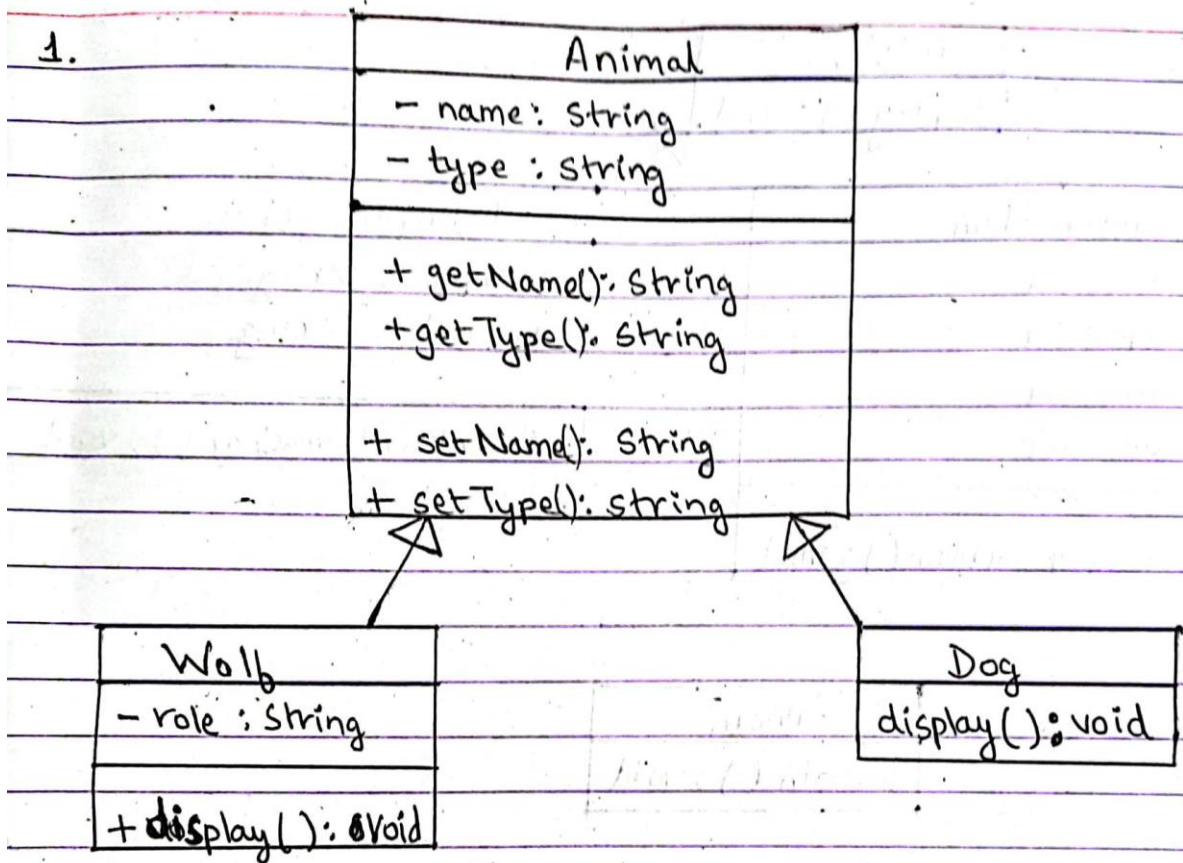 1.
Animal
- name: String
- type: String
+ getName(): String
+ getType(): String
+ setName(): String
+ setType(): String
Wolf
- role: String
+ display(): void
Dog
display(): void